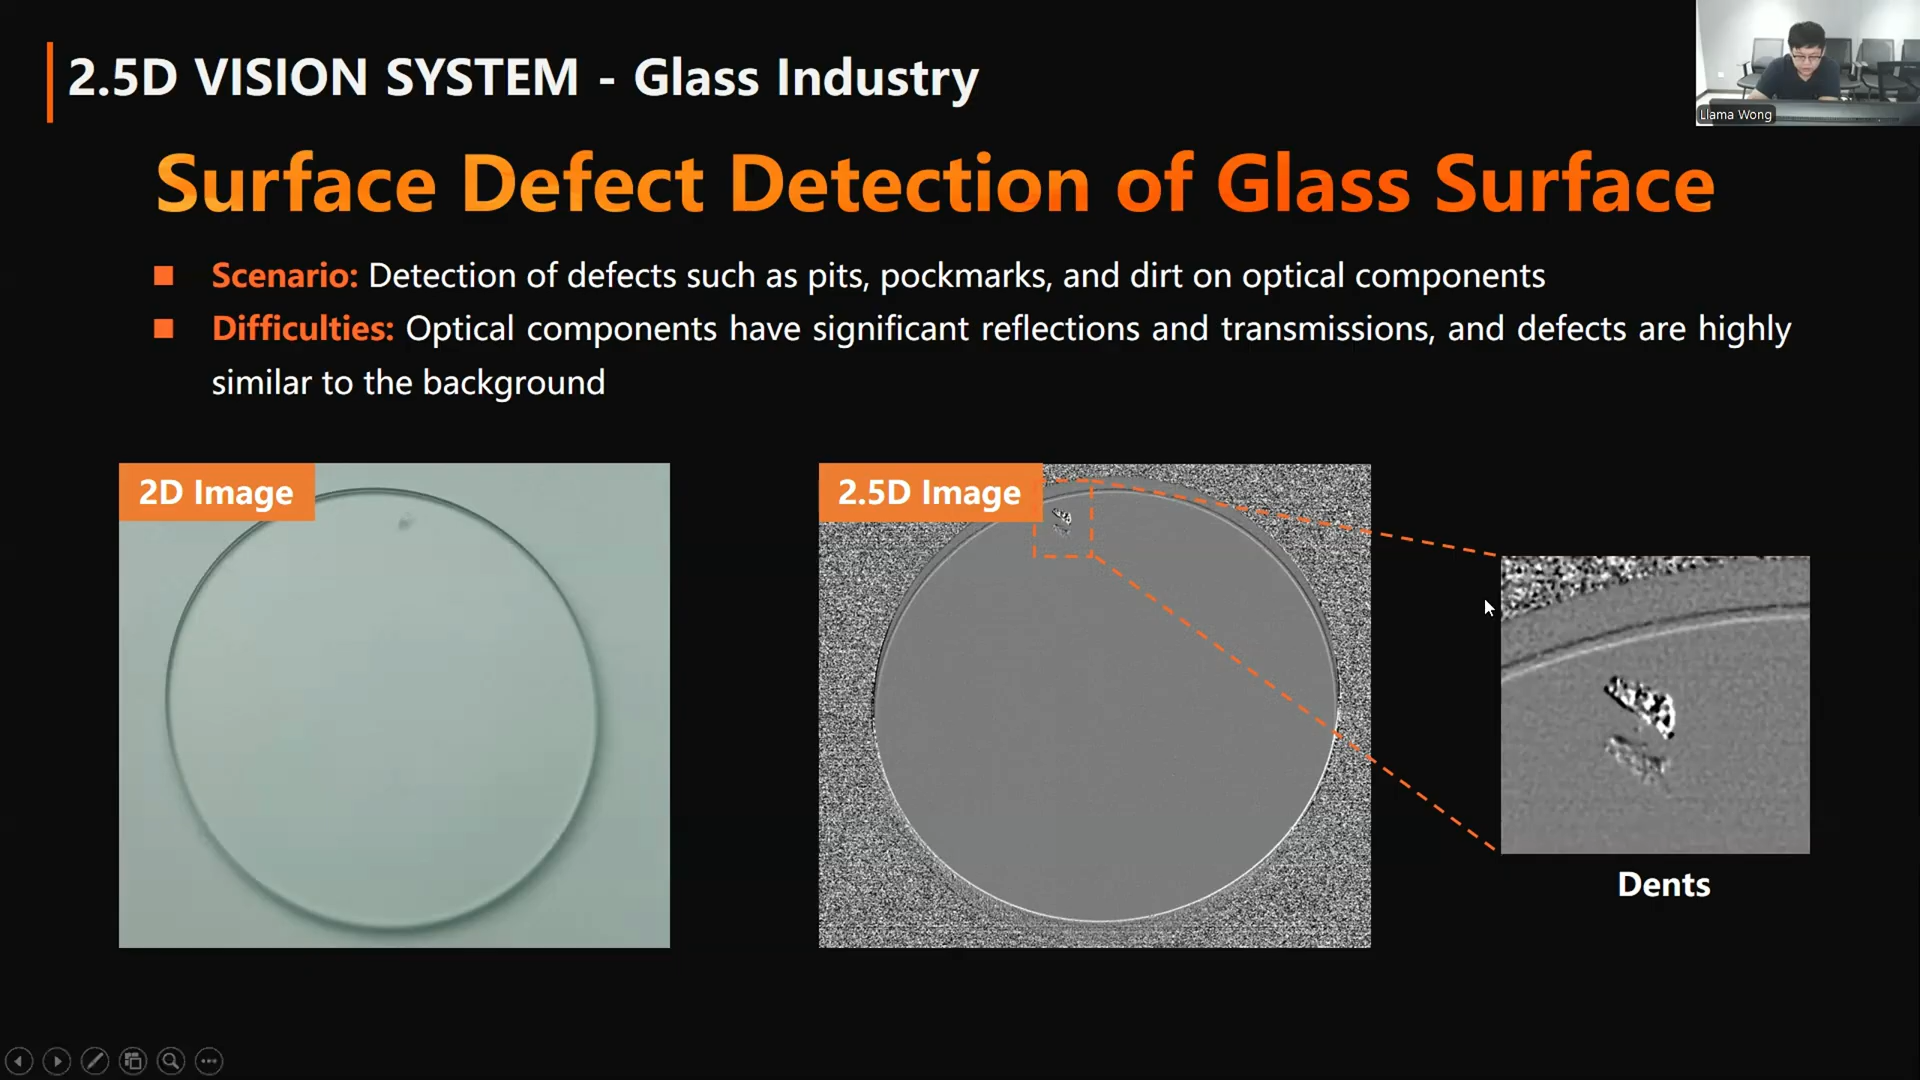 2.5D VISION SYSTEM - Glass Industry
Llama Wong
Surface Defect Detection of Glass Surface
Scenario: Detection of defects such as pits, pockmarks, and dirt on optical components
Difficulties: Optical components have significant reflections and transmissions, and defects are highly
similar to the background
2D Image
2.5D Image
Dents